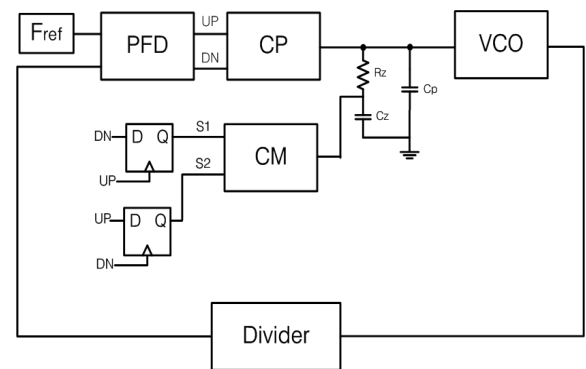 Fref
PFD
UP
DN
CP
VCO
Rz
Cz
Cp
DN
D Q
UP
S1
S2
CM
UP
D Q
DN
Divider